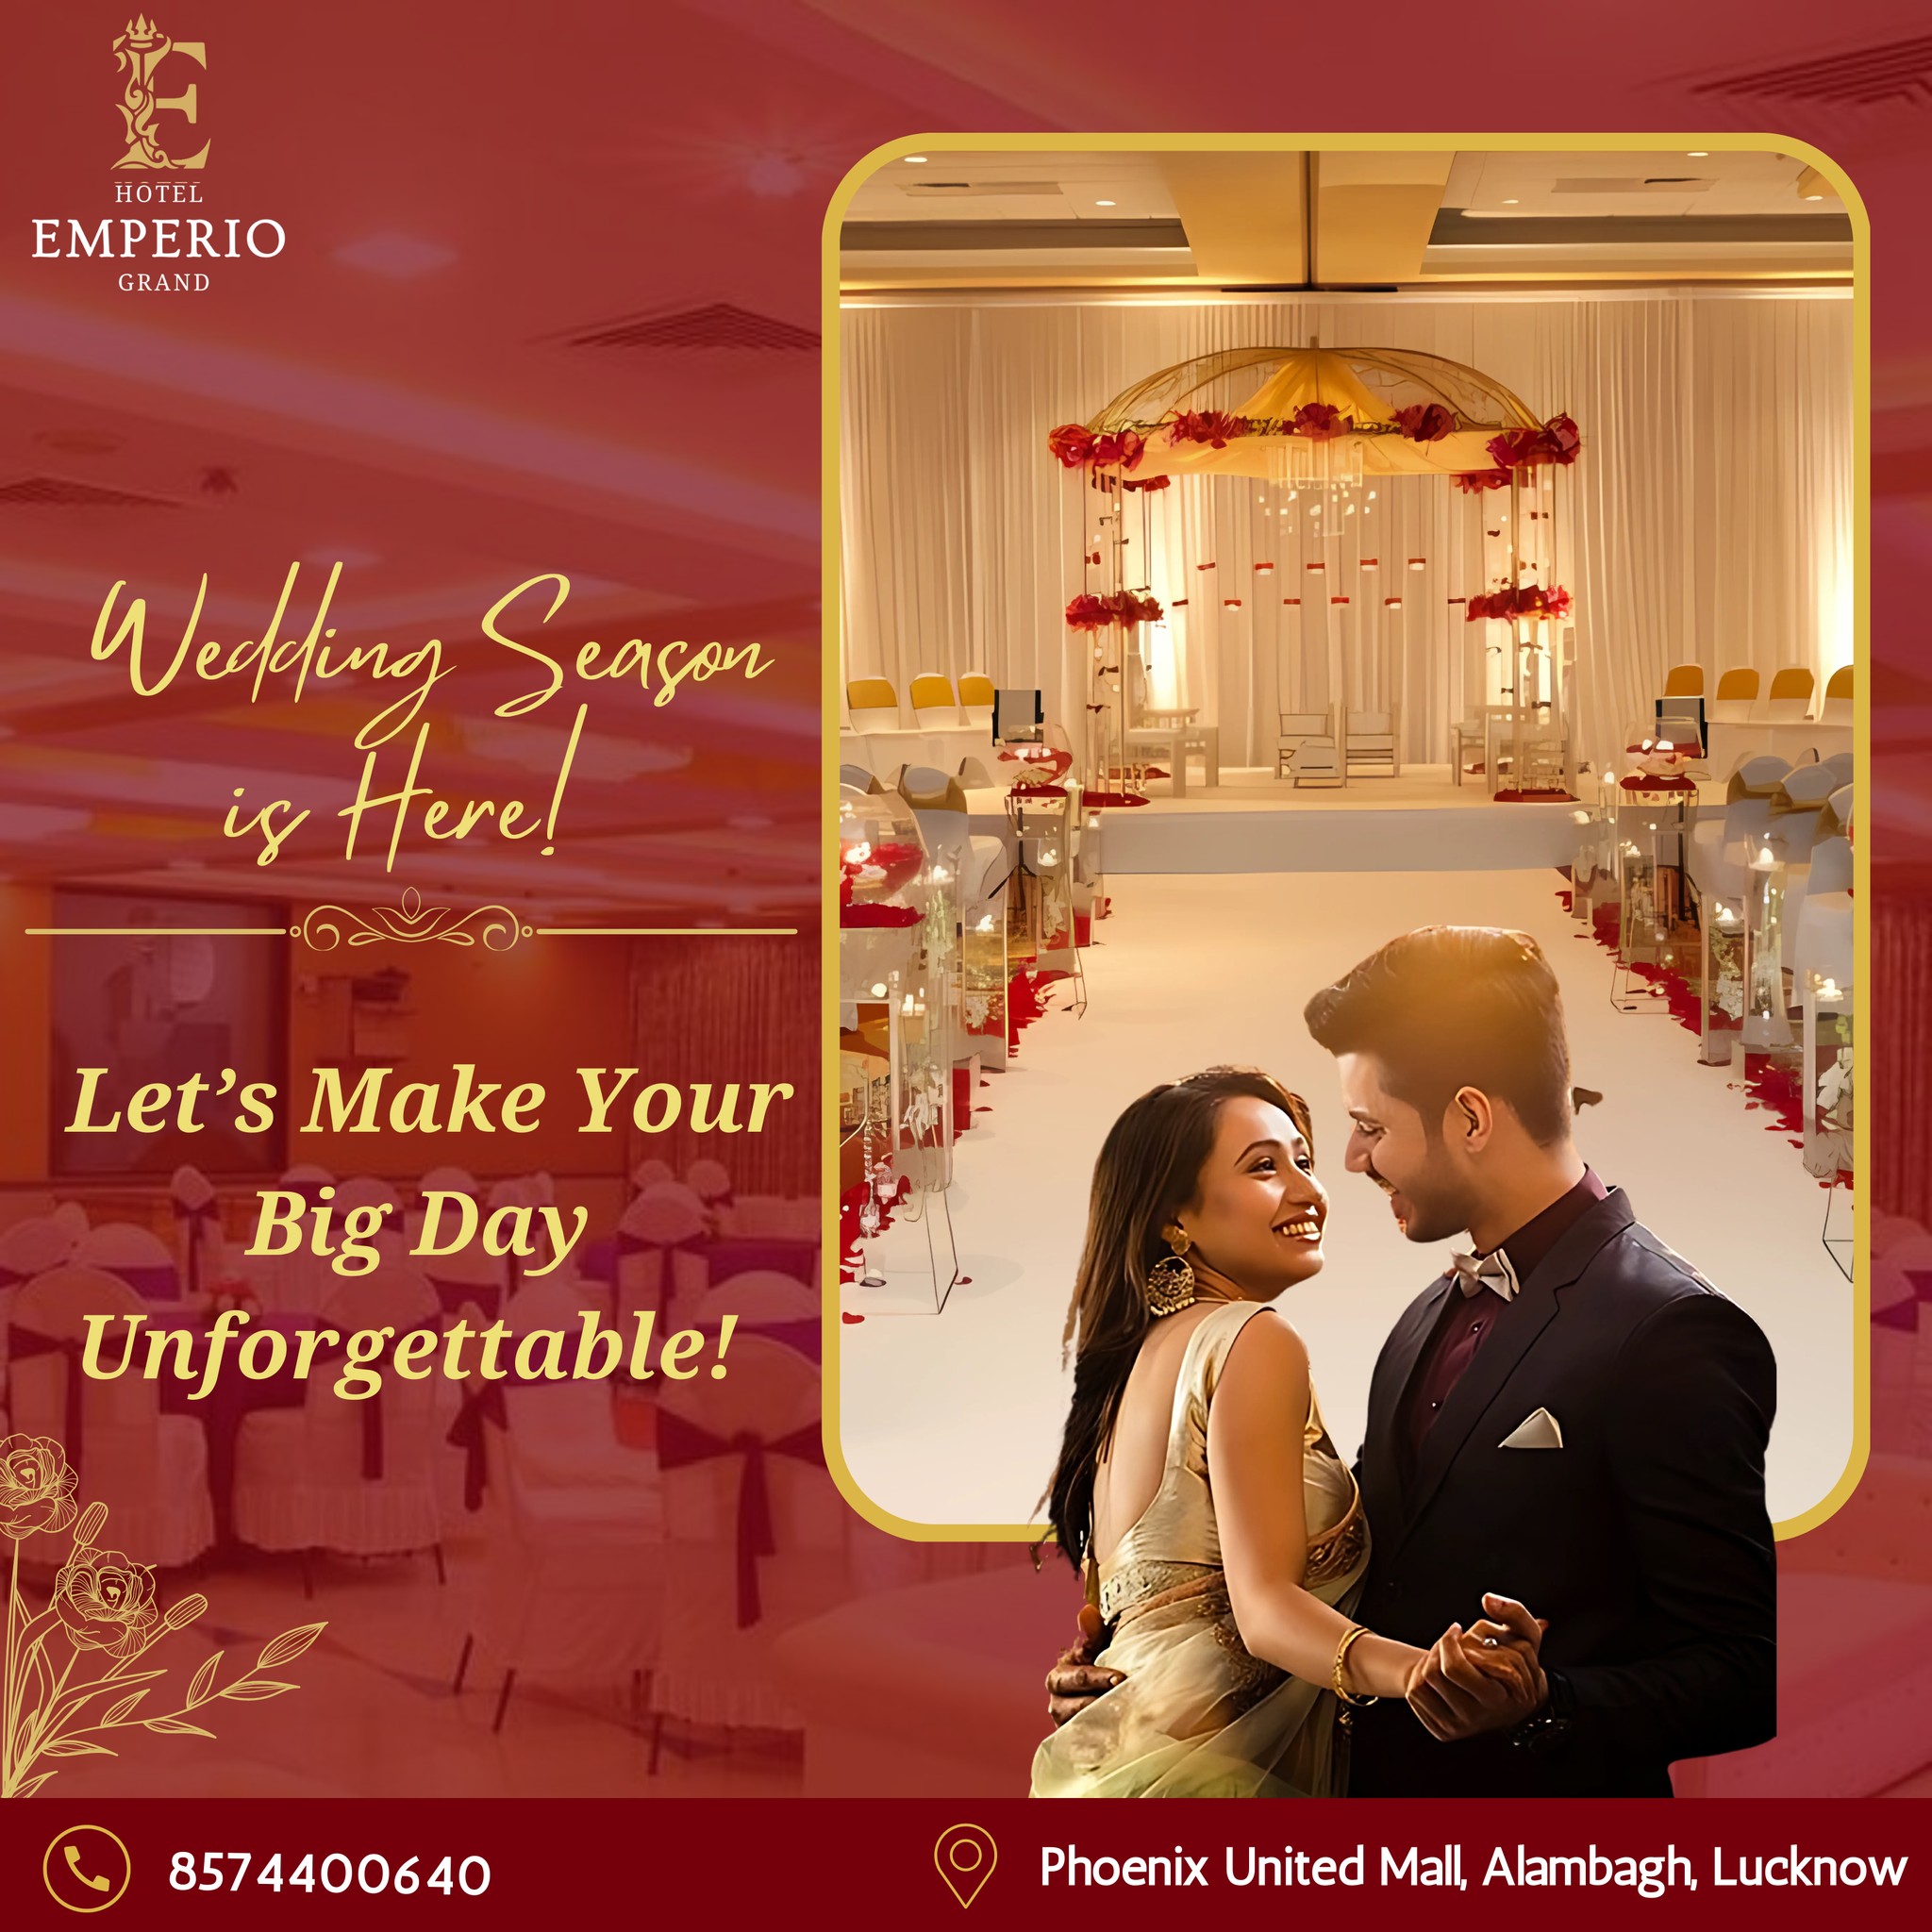 HOTEL
EMPERIO
GRAND
Wedding Season
is Here!
Let’s Make Your
Big Day
Unforgettable!
8574400640
Phoenix United Mall, Alambagh, Lucknow